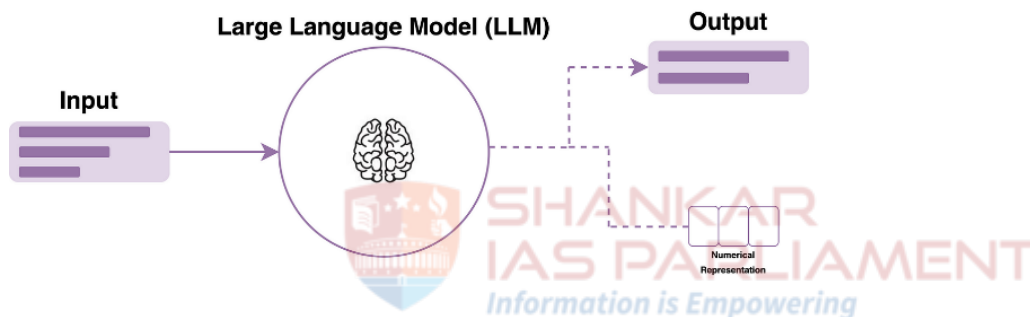 Large Language Model (LLM)
Output
Input
SHANKAR
IAS PARLIAMENT
Numerical
Representation
Information is Empowering